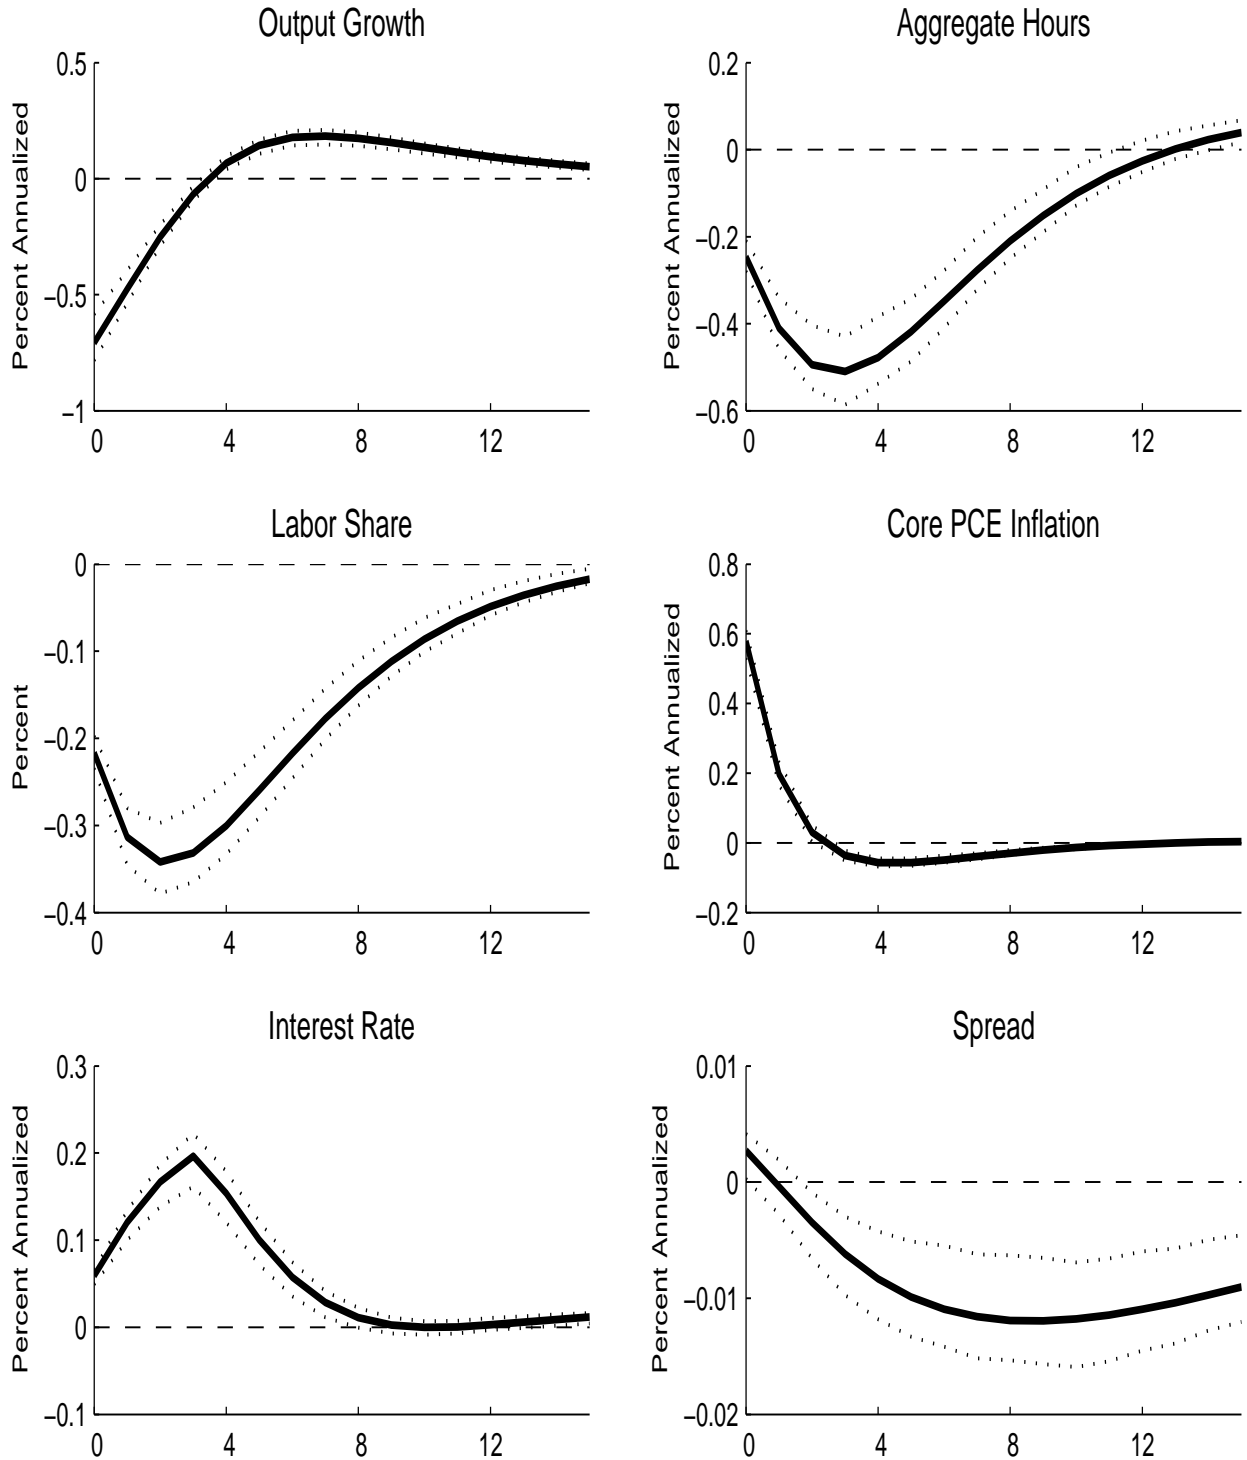 Output Growth
Percent Annualized
0.5
0
−0.5
−1
0 4 8 12
Aggregate Hours
Percent Annualized
0.2
0
−0.2
−0.4
−0.6
0 4 8 12
Labor Share
Percent
0
−0.1
−0.2
−0.3
−0.4
0 4 8 12
Core PCE Inflation
Percent Annualized
0.8
0.6
0.4
0.2
0
−0.2
0 4 8 12
Interest Rate
Percent Annualized
0.3
0.2
0.1
0
−0.1
0 4 8 12
Spread
Percent Annualized
0.01
0
−0.01
−0.02
0 4 8 12